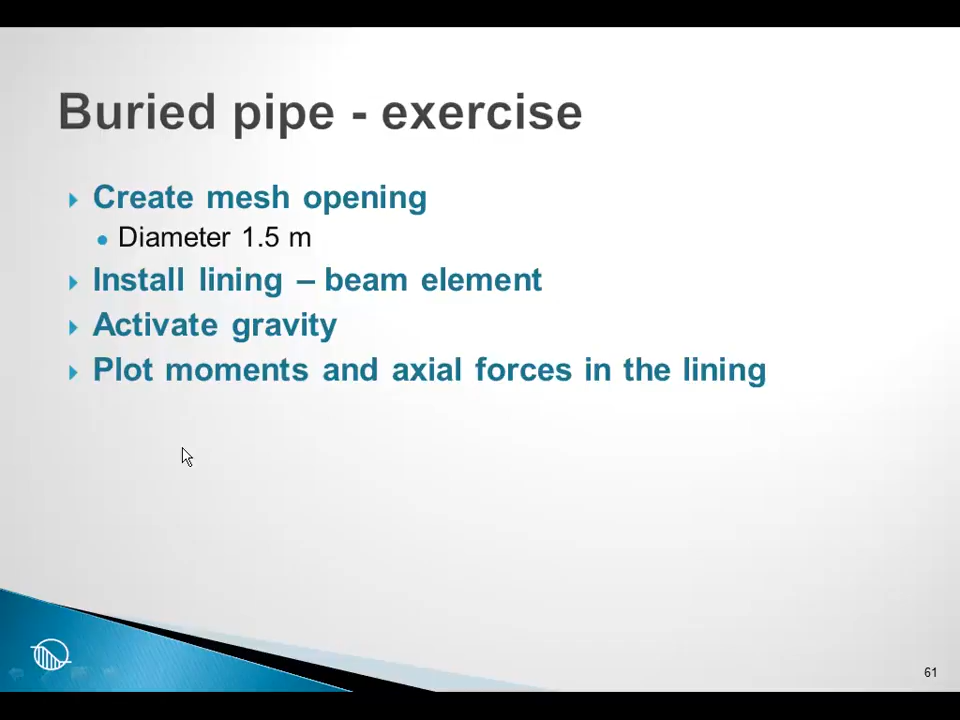 Buried pipe - exercise
Create mesh opening
Diameter 1.5 m
Install lining – beam element
Activate gravity
Plot moments and axial forces in the lining
61